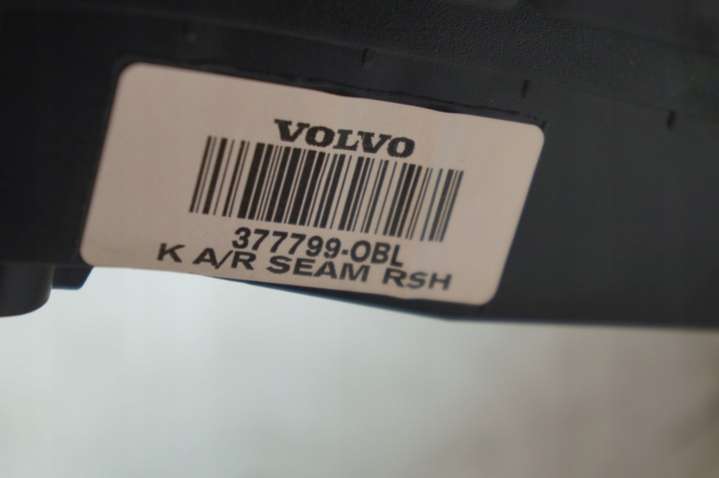 VOLVO
377799-OBL
K A/R SEAM RSH